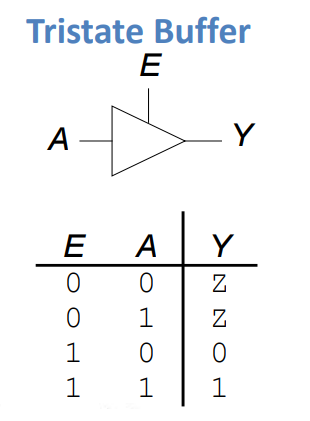 Tristate Buffer
E
A Y
E A Y
0 0 Z
0 1 Z
1 0 0
1 1 1